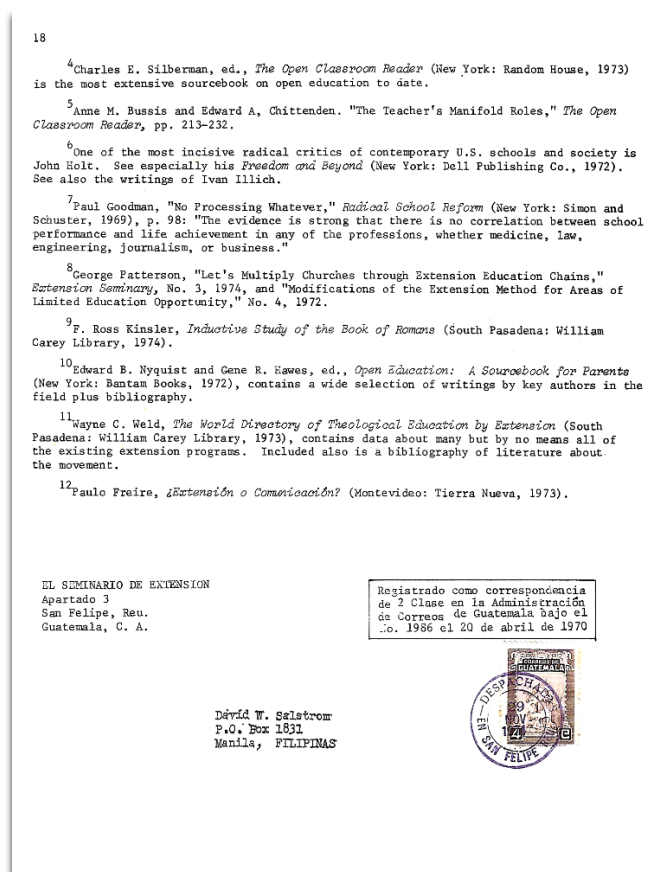 18
4Charles E. Silberman, ed., The Open Classroom Reader (New York: Random House, 1973)
is the most extensive sourcebook on open education to date.
5Anne M. Bussis and Edward A, Chittenden. "The Teacher's Manifold Roles," The Open
Classroom Reader, pp. 213-232.
6One of the most incisive radical critics of contemporary U.S. schools and society is
John Holt. See especially his Freedom and Beyond (New York: Dell Publishing Co., 1972).
See also the writings of Ivan Illich.
7Paul Goodman, "No Processing Whatever," Radical School Reform (New York: Simon and
Schuster, 1969), p. 98: "The evidence is strong that there is no correlation between school
performance and life achievement in any of the professions, whether medicine, law,
engineering, journalism, or business."
8George Patterson, "Let's Multiply Churches through Extension Education Chains,"
Extension Seminary, No. 3, 1974, and "Modifications of the Extension Method for Areas of
Limited Education Opportunity," No. 4, 1972.
9F. Ross Kinsler, Inductive Study of the Book of Romans (South Pasadena: William
Carey Library, 1974).
10Edward B. Nyquist and Gene R. Hawes, ed., Open Education: A Sourcebook for Parents
(New York: Bantam Books, 1972), contains a wide selection of writings by key authors in the
field plus bibliography.
11Wayne C. Weld, The World Directory of Theological Education by Extension (South
Pasadena: William Carey Library, 1973), contains data about many but by no means all of
the existing extension programs. Included also is a bibliography of literature about
the movement.
12Paulo Freire, ¿Extensión o Comunicación? (Montevideo: Tierra Nueva, 1973).
EL SEMINARIO DE EXTENSION
Apartado 3
San Felipe, Reu.
Guatemala, C. A.
Registrado como correspondencia
de 2 Clase en la Administración
de Correos de Guatemala bajo el
No. 1986 el 20 de abril de 1970
CORREOS DE
GUATEMALA
DESPACHADA
29
NOV
EN SAN FELIPE
David W. Salstrom
P.O. Box 1831
Manila, FILIPINAS